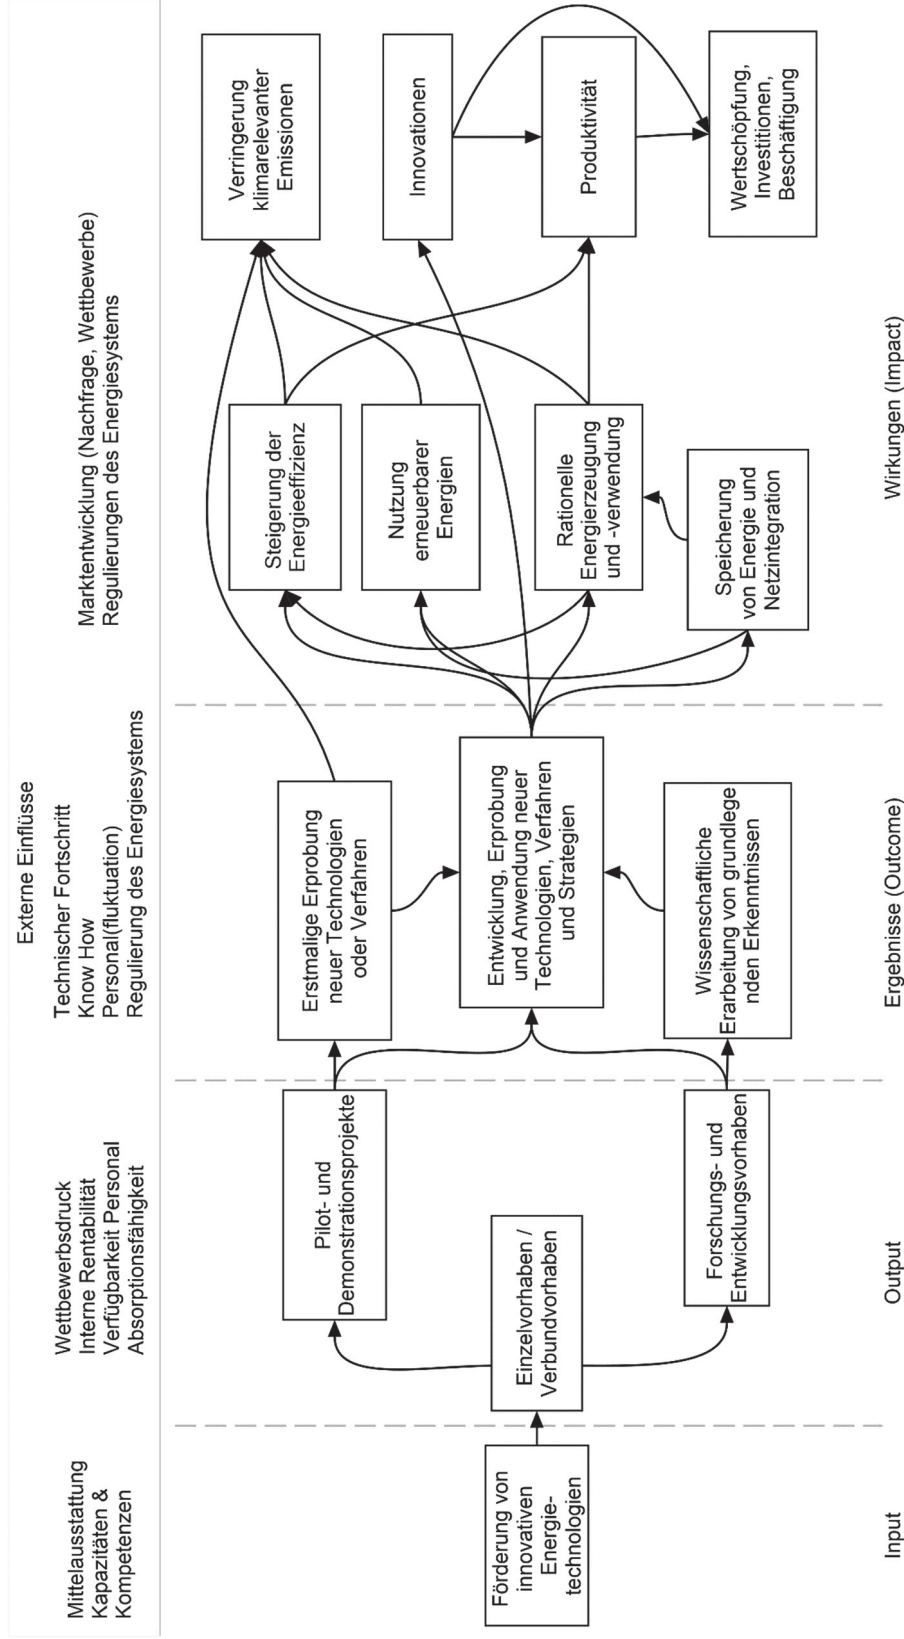 Externe Einflüsse
Mittelausstattung
Kapazitäten &
Kompetenzen
Wettbewerbsdruck
Interne Rentabilität
Verfügbarkeit Personal
Absorptionsfähigkeit
Technischer Fortschritt
Know How
Personal(fluktuation)
Regulierung des Energiesystems
Marktentwicklung (Nachfrage, Wettbewerbe)
Regulierungen des Energiesystems
Förderung von
innovativen
Energie-
technologien
Einzelvorhaben /
Verbundvorhaben
Pilot- und
Demonstrationsprojekte
Forschungs- und
Entwicklungsvorhaben
Erstmalige Erprobung
neuer Technologien
oder Verfahren
Entwicklung, Erprobung
und Anwendung neuer
Technologien, Verfahren
und Strategien
Wissenschaftliche
Erarbeitung von grundlege
nden Erkenntnissen
Steigerung der
Energieeffizienz
Nutzung
erneuerbarer
Energien
Rationelle
Energierzeugung
und -verwendung
Speicherung
von Energie und
Netzintegration
Verringerung
klimarelevanter
Emissionen
Innovationen
Produktivität
Wertschöpfung,
Investitionen,
Beschäftigung
Input
Output
Ergebnisse (Outcome)
Wirkungen (Impact)